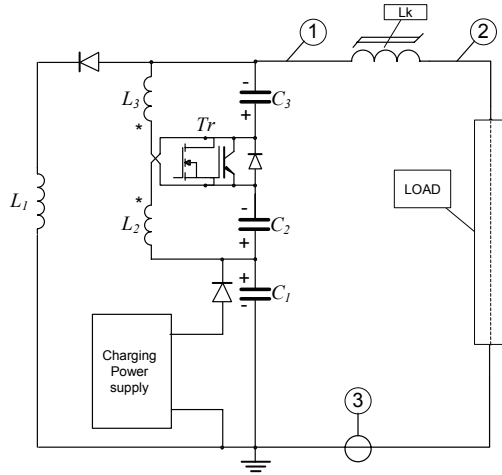 Lk
1
2
-
L3
C3
+
*
Tr
LOAD
*
L1
-
L2
C2
+
+
C1
-
Charging
Power
supply
3